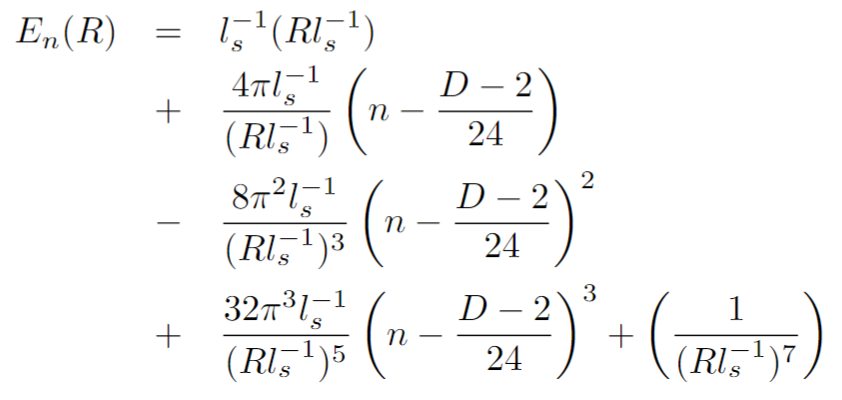 E_n(R) = l_s^{-1}(Rl_s^{-1})
+ \frac{4\pi l_s^{-1}}{(Rl_s^{-1})} \left(n - \frac{D-2}{24}\right)
- \frac{8\pi^2 l_s^{-1}}{(Rl_s^{-1})^3} \left(n - \frac{D-2}{24}\right)^2
+ \frac{32\pi^3 l_s^{-1}}{(Rl_s^{-1})^5} \left(n - \frac{D-2}{24}\right)^3 + \left(\frac{1}{(Rl_s^{-1})^7}\right)